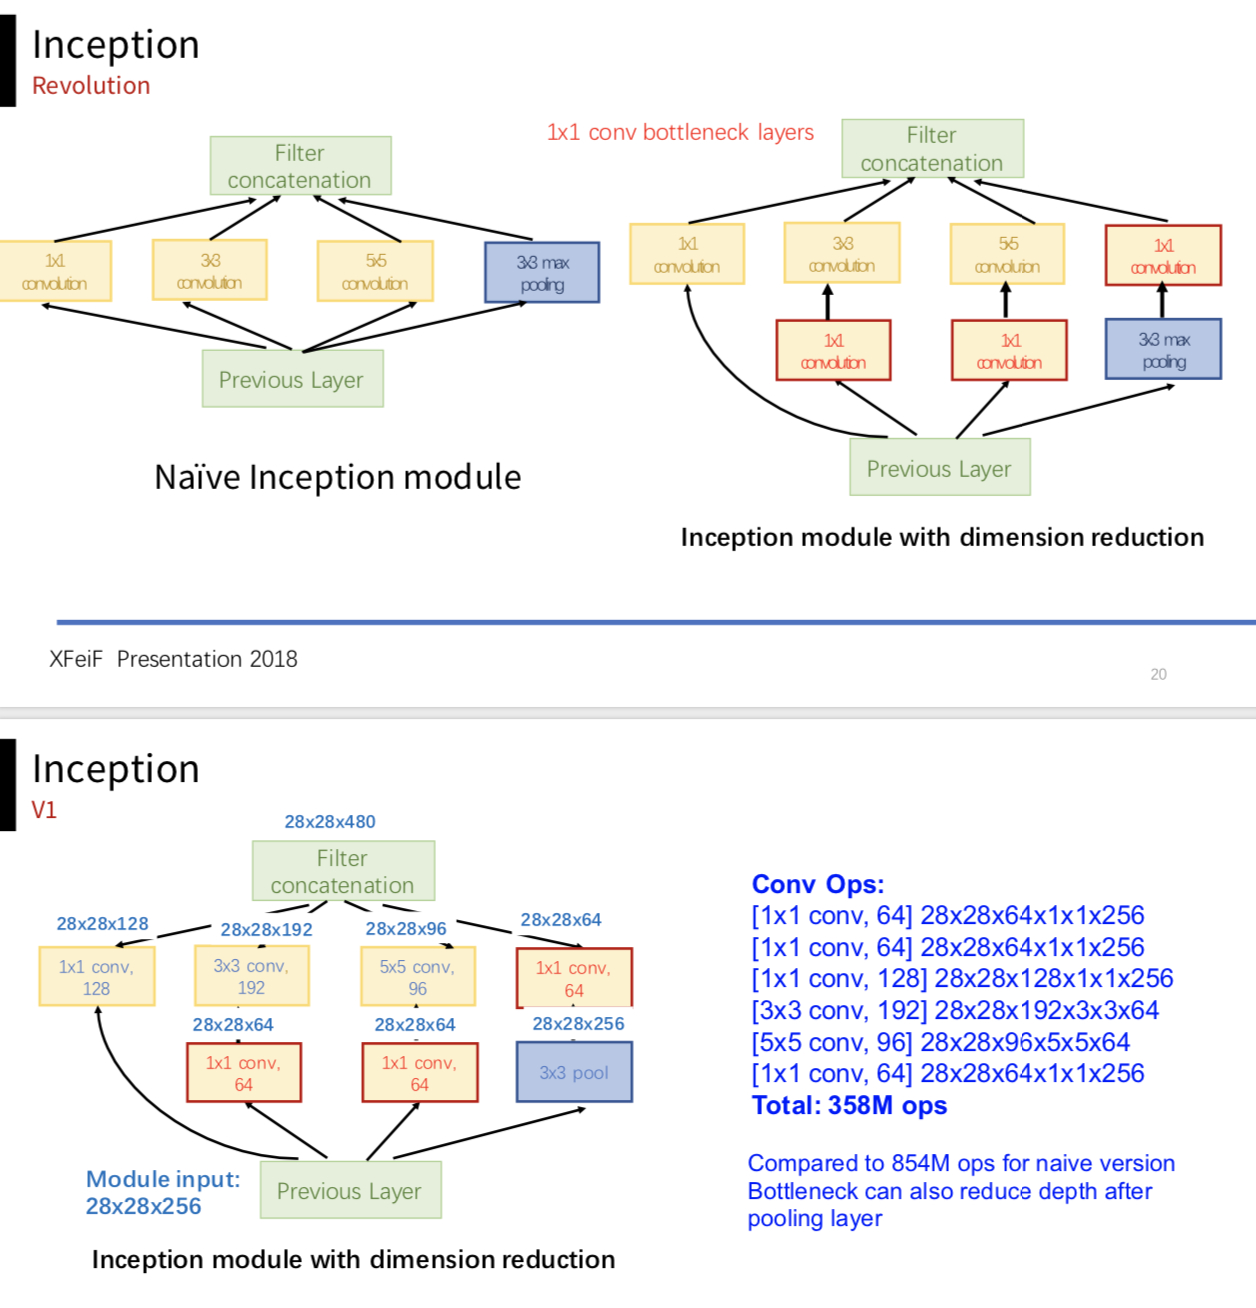 Inception
Revolution
1x1 conv bottleneck layers
Filter
concatenation
1x1
convolution
3x3
convolution
5x5
convolution
3x3 max
pooling
Previous Layer
Naïve Inception module
Filter
concatenation
1x1
convolution
3x3
convolution
5x5
convolution
1x1
convolution
1x1
convolution
1x1
convolution
3x3 max
pooling
Previous Layer
Inception module with dimension reduction
XFeiF Presentation 2018
20
Inception
V1
28x28x480
Filter
concatenation
28x28x128
28x28x192
28x28x96
28x28x64
1x1 conv,
128
3x3 conv,
192
5x5 conv,
96
1x1 conv,
64
28x28x64
28x28x64
28x28x256
1x1 conv,
64
1x1 conv,
64
3x3 pool
Module input:
28x28x256
Previous Layer
Inception module with dimension reduction
Conv Ops:
[1x1 conv, 64] 28x28x64x1x1x256
[1x1 conv, 64] 28x28x64x1x1x256
[1x1 conv, 128] 28x28x128x1x1x256
[3x3 conv, 192] 28x28x192x3x3x64
[5x5 conv, 96] 28x28x96x5x5x64
[1x1 conv, 64] 28x28x64x1x1x256
Total: 358M ops
Compared to 854M ops for naive version
Bottleneck can also reduce depth after
pooling layer